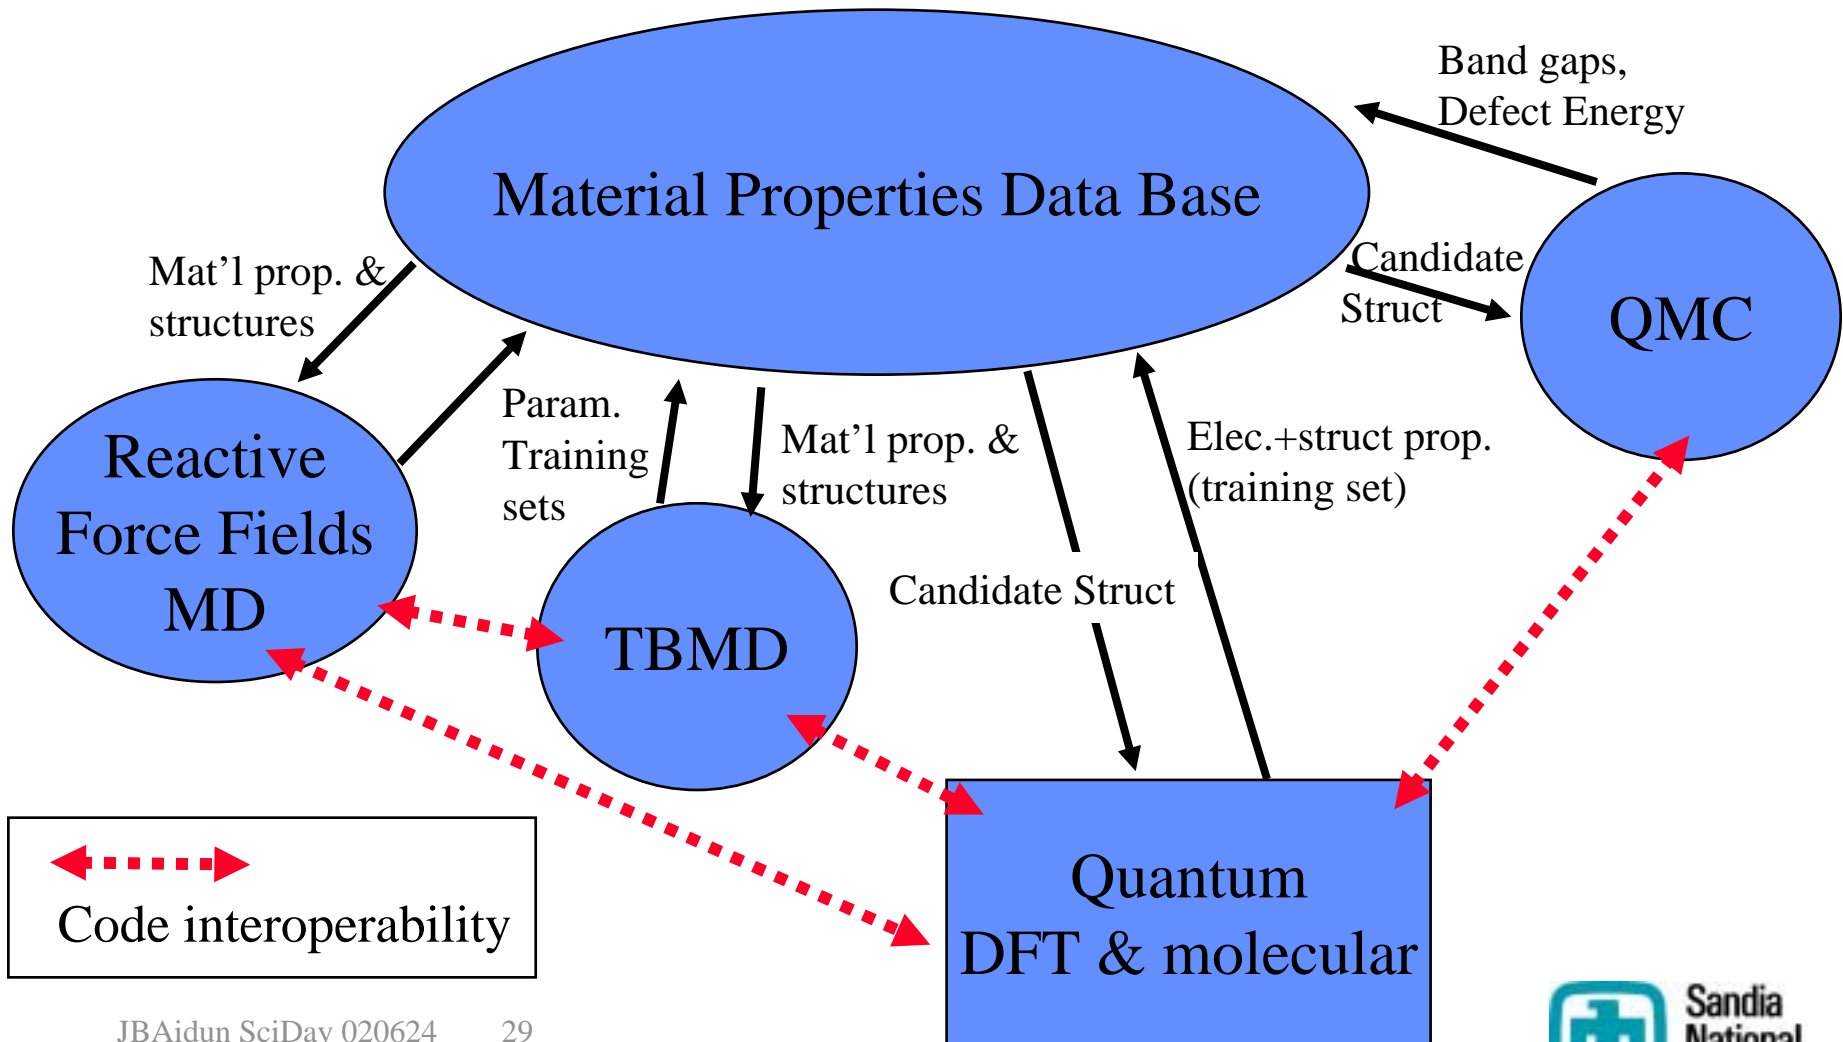 Band gaps,
Defect Energy
Material Properties Data Base
Mat’l prop. &
structures
Candidate
Struct
QMC
Param.
Training
sets
Mat’l prop. &
structures
Elec.+struct prop.
(training set)
Reactive
Force Fields
MD
Candidate Struct
TBMD
Quantum
DFT & molecular
Code interoperability
JBAidun SciDav 020624 29
Sandia
National